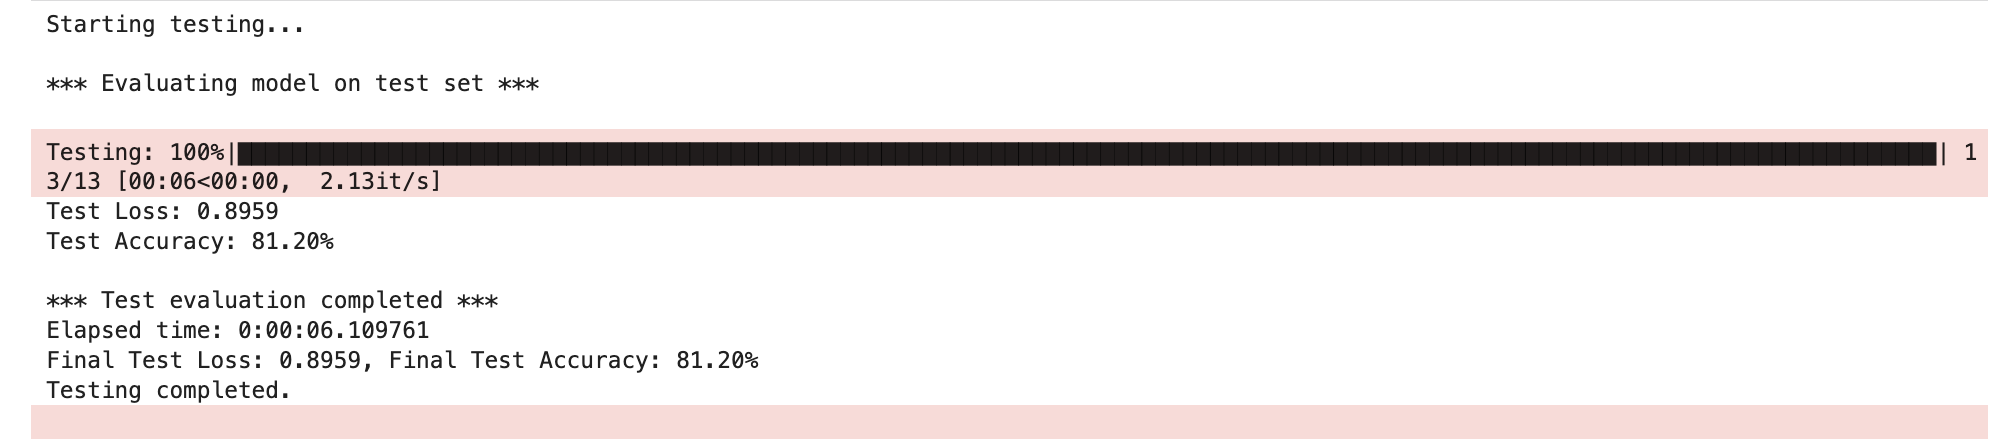 Starting testing...
*** Evaluating model on test set ***
Testing: 100%|██████████| 1
3/13 [00:06<00:00,  2.13it/s]
Test Loss: 0.8959
Test Accuracy: 81.20%
*** Test evaluation completed ***
Elapsed time: 0:00:06.109761
Final Test Loss: 0.8959, Final Test Accuracy: 81.20%
Testing completed.